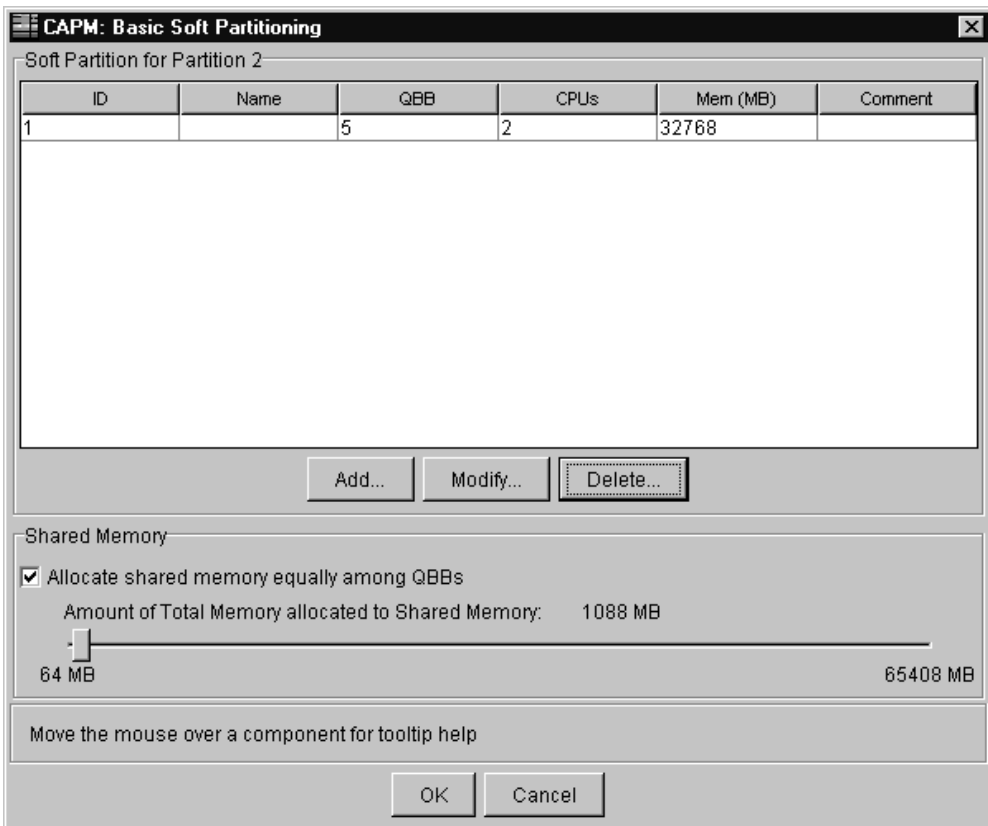 CAPM: Basic Soft Partitioning
Soft Partition for Partition 2
ID Name QBB CPUs Mem (MB) Comment
1 5 2 32768
Add... Modify... Delete...
Shared Memory
Allocate shared memory equally among QBBs
Amount of Total Memory allocated to Shared Memory: 1088 MB
64 MB 65408 MB
Move the mouse over a component for tooltip help
OK Cancel